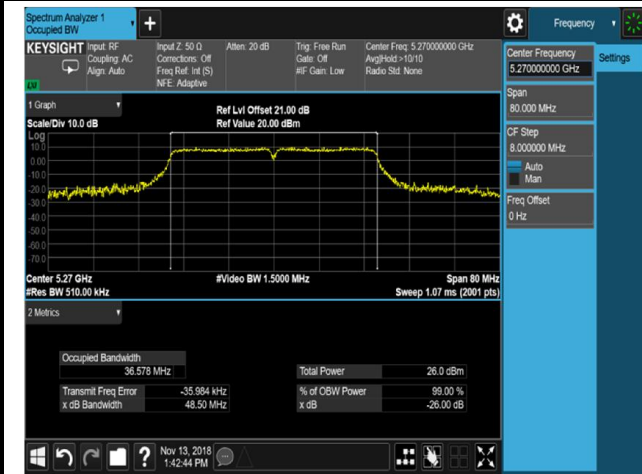 Spectrum Analyzer 1
Occupied BW
Frequency
KEYSIGHT
Input: RF
Coupling: AC
Align: Auto
Input Z: 50 Ω
Corrections: Off
Freq Ref: Int (S)
NFE: Adaptive
Atten: 20 dB
Trig: Free Run
Gate: Off
#IF Gain: Low
Center Freq: 5.270000000 GHz
Avg|Hold:>10/10
Radio Std: None
LXI
Center Frequency
5.270000000 GHz
Settings
Span
80.000 MHz
CF Step
8.000000 MHz
Auto
Man
Freq Offset
0 Hz
1 Graph
Scale/Div 10.0 dB
Ref Lvl Offset 21.00 dB
Ref Value 20.00 dBm
Log
10.0
0.00
-10.0
-20.0
-30.0
-40.0
-50.0
-60.0
-70.0
Center 5.27 GHz
#Video BW 1.5000 MHz
Span 80 MHz
#Res BW 510.00 kHz
Sweep 1.07 ms (2001 pts)
2 Metrics
Occupied Bandwidth
36.578 MHz
Total Power
26.0 dBm
Transmit Freq Error
-35.984 kHz
% of OBW Power
99.00 %
x dB Bandwidth
48.50 MHz
x dB
-26.00 dB
Nov 13, 2018
1:42:44 PM